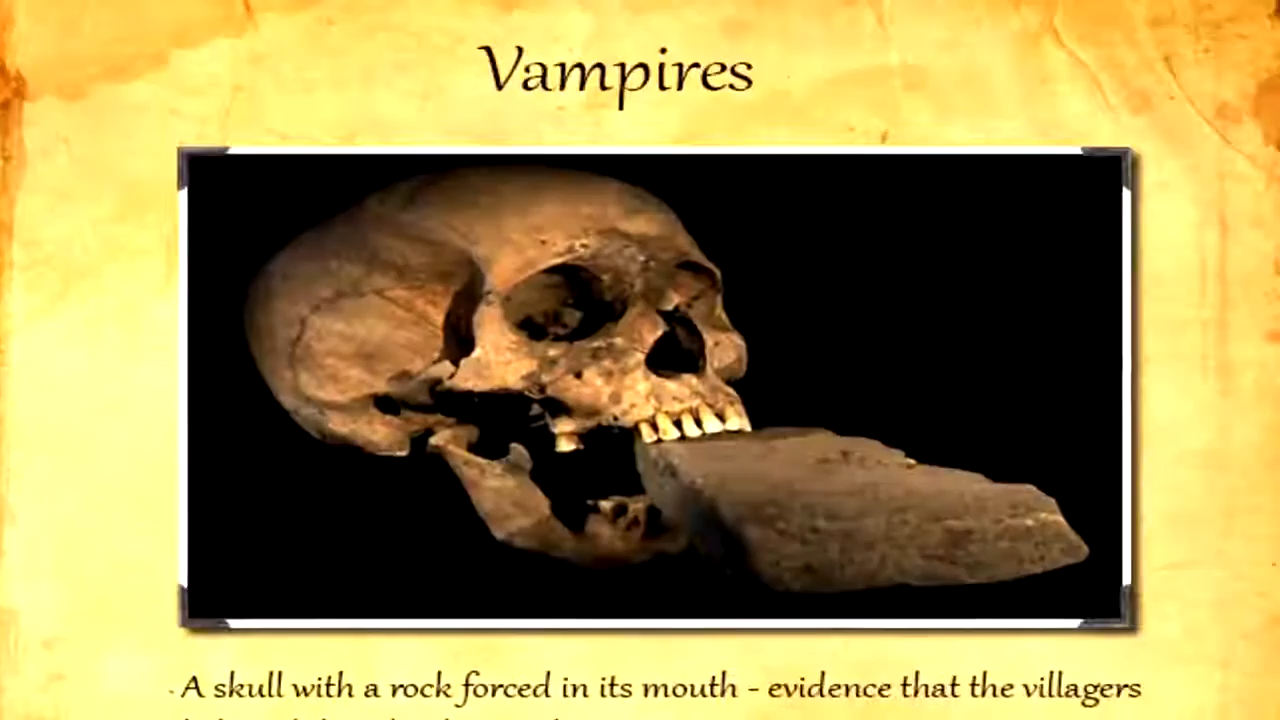 Vampires
A skull with a rock forced in its mouth - evidence that the villagers